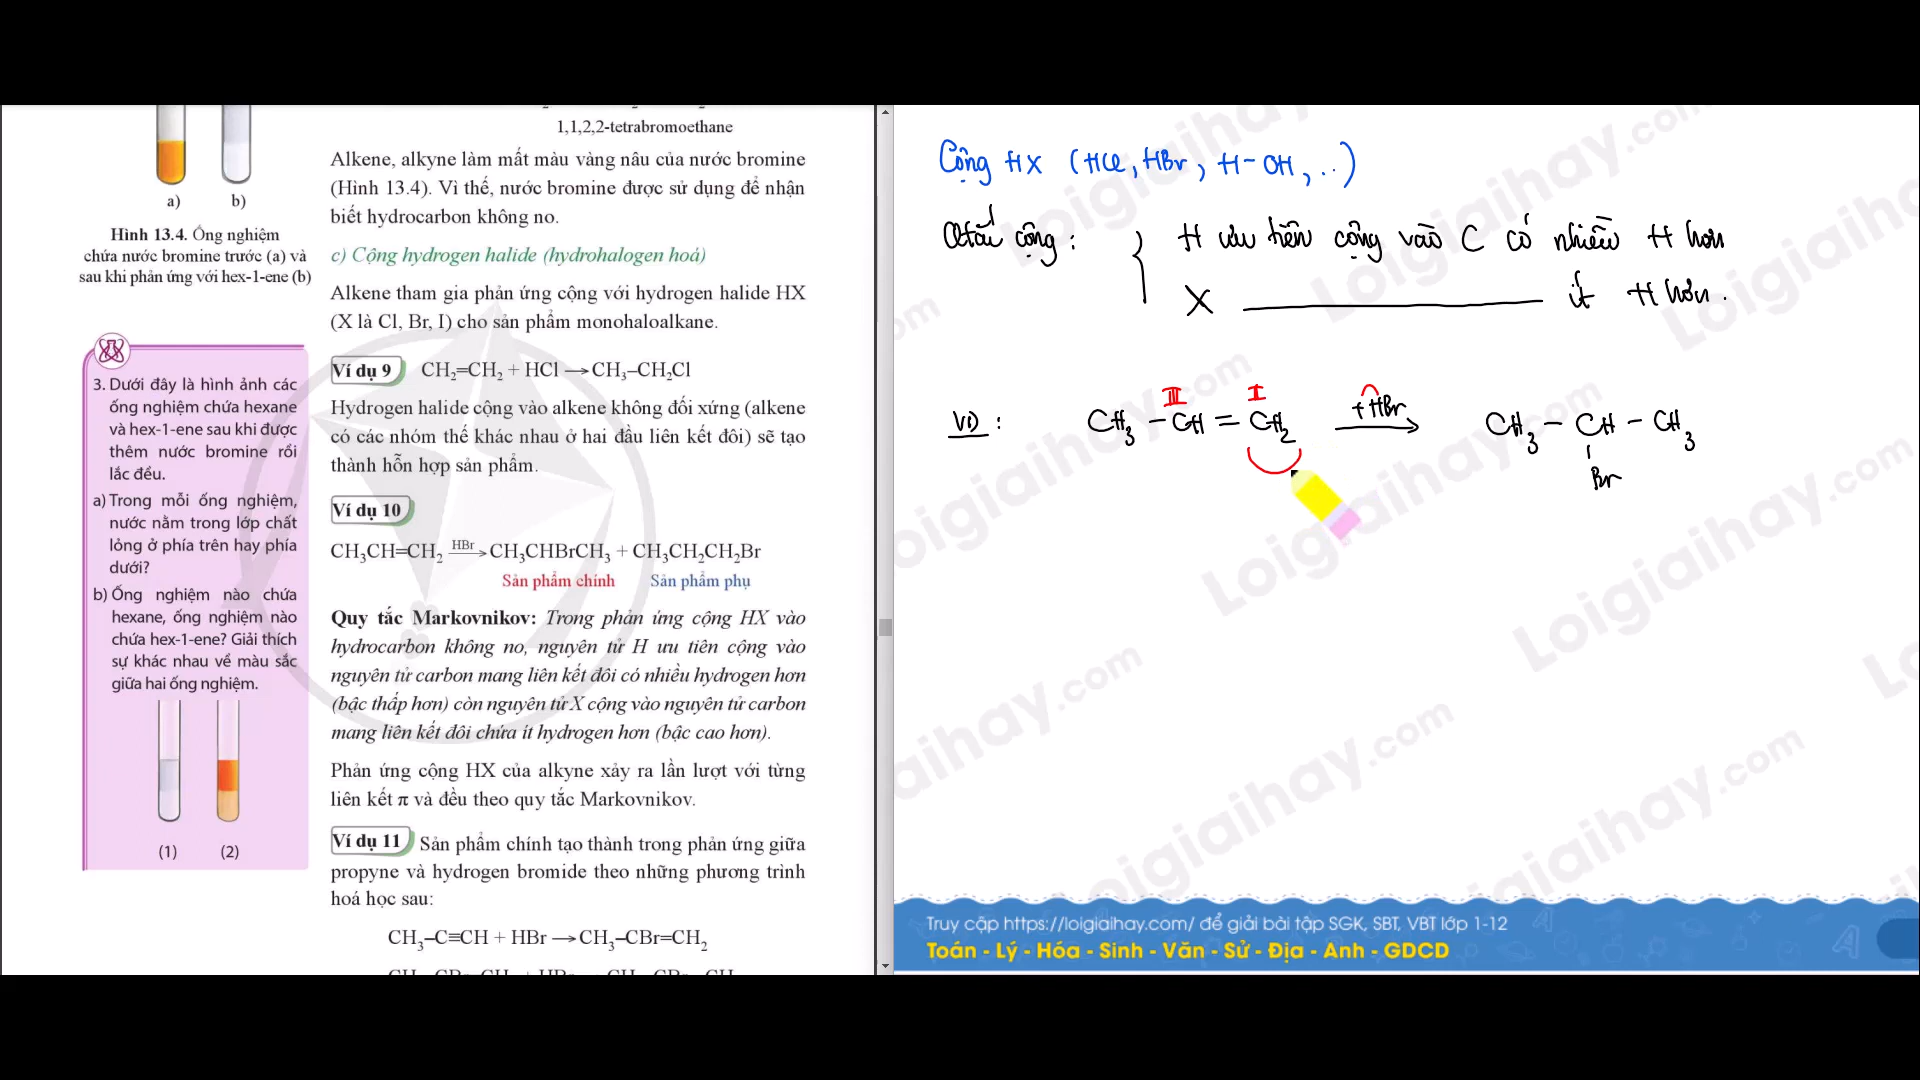 1,1,2,2-tetrabromoethane
Alkene, alkyne làm mất màu vàng nâu của nước bromine
(Hình 13.4). Vì thế, nước bromine được sử dụng để nhận
biết hydrocarbon không no.
a) b)
Hình 13.4. Ống nghiệm
chứa nước bromine trước (a) và
sau khi phản ứng với hex-1-ene (b)
c) Cộng hydrogen halide (hydrohalogen hoá)
Alkene tham gia phản ứng cộng với hydrogen halide HX
(X là Cl, Br, I) cho sản phẩm monohaloalkane.
Ví dụ 9 CH₂=CH₂ + HCl → CH₃–CH₂Cl
Hydrogen halide cộng vào alkene không đối xứng (alkene
có các nhóm thế khác nhau ở hai đầu liên kết đôi) sẽ tạo
thành hỗn hợp sản phẩm.
Ví dụ 10
CH₃CH=CH₂ HBr → CH₃CHBrCH₃ + CH₃CH₂CH₂Br
Sản phẩm chính Sản phẩm phụ
Quy tắc Markovnikov: Trong phản ứng cộng HX vào
hydrocarbon không no, nguyên tử H ưu tiên cộng vào
nguyên tử carbon mang liên kết đôi có nhiều hydrogen hơn
(bậc thấp hơn) còn nguyên tử X cộng vào nguyên tử carbon
mang liên kết đôi chứa ít hydrogen hơn (bậc cao hơn).
Phản ứng cộng HX của alkyne xảy ra lần lượt với từng
liên kết π và đều theo quy tắc Markovnikov.
Ví dụ 11 Sản phẩm chính tạo thành trong phản ứng giữa
propyne và hydrogen bromide theo những phương trình
hoá học sau:
CH₃–C≡CH + HBr → CH₃–CBr=CH₂
3. Dưới đây là hình ảnh các
ống nghiệm chứa hexane
và hex-1-ene sau khi được
thêm nước bromine rồi
lắc đều.
a) Trong mỗi ống nghiệm,
nước nằm trong lớp chất
lỏng ở phía trên hay phía
dưới?
b) Ống nghiệm nào chứa
hexane, ống nghiệm nào
chứa hex-1-ene? Giải thích
sự khác nhau về màu sắc
giữa hai ống nghiệm.
(1) (2)
Cộng HX (HCl, HBr, H-OH, ..)
cộng: H ưu tiên cộng vào C có nhiều H hơn
X ít H hơn.
III I
VD: CH₃ – CH = CH₂ +HBr → CH₃ – CH – CH₃
Br
Loigiaihay.com
Truy cập https://loigiaihay.com/ để giải bài tập SGK, SBT, VBT lớp 1-12
Toán - Lý - Hóa - Sinh - Văn - Sử - Địa - Anh - GDCD